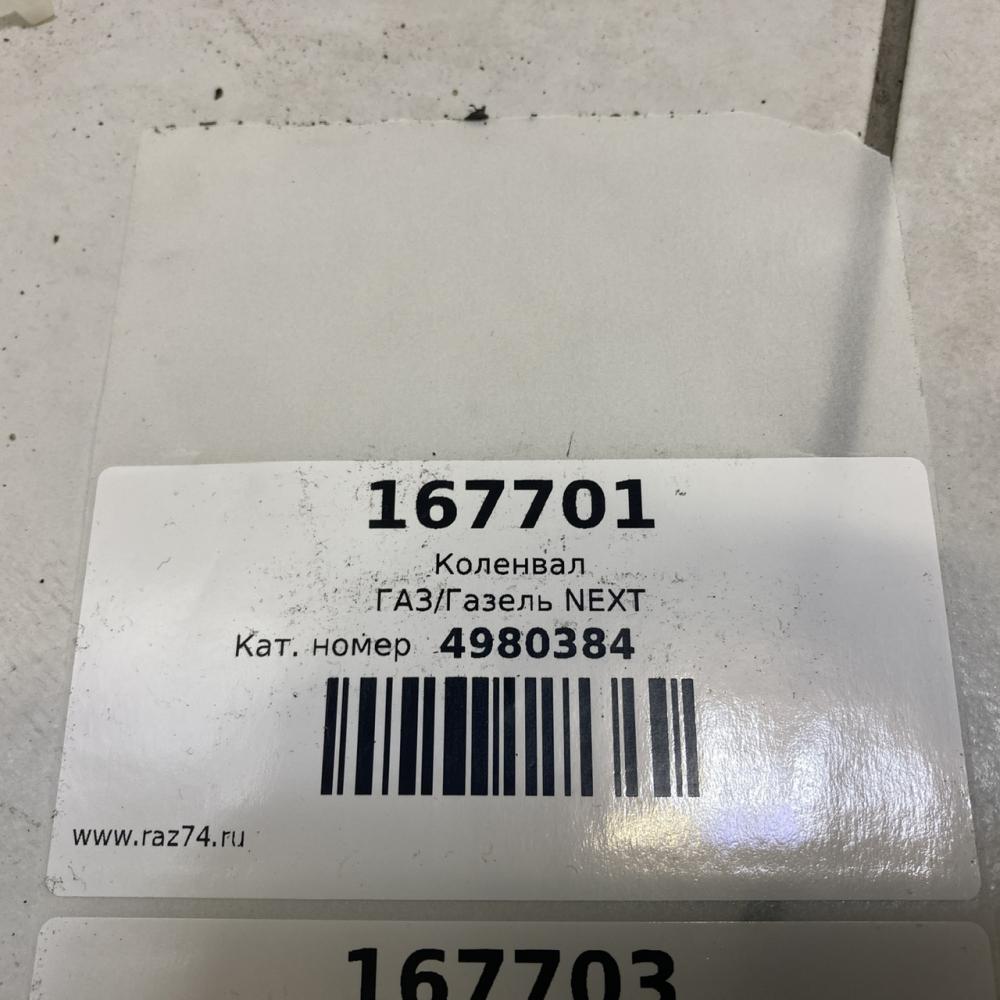 167701
Коленвал
ГАЗ/Газель NEXT
Кат. номер 4980384
www.raz74.ru
167703